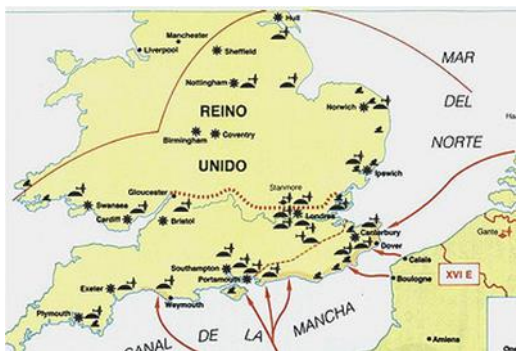 Hull
Manchester
Liverpool
Sheffield
MAR
Nottingham
DEL
REINO
Norwich
NORTE
Birmingham
Coventry
UNIDO
Ipswich
Stanmore
Gloucester
Swansea
Cardiff
Bristol
Londres
Canterbury
Dover
Gante
Calais
Southampton
Portsmouth
Boulogne
XVI E
Exeter
Weymouth
Plymouth
CANAL DE LA MANCHA
Amiens